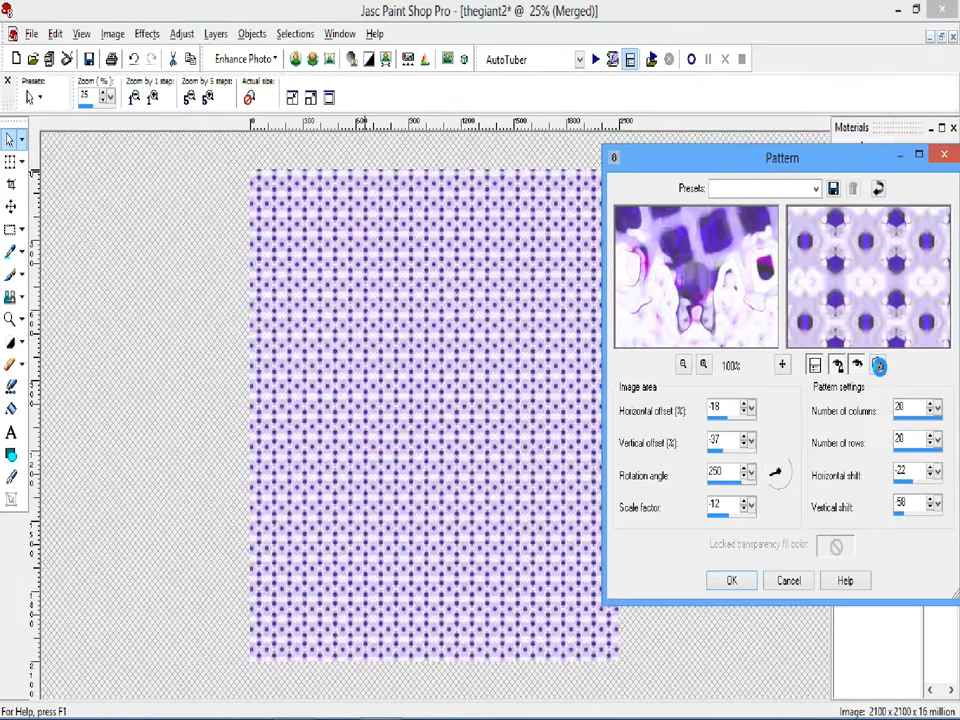 Jasc Paint Shop Pro - [thegiant2* @ 25% (Merged)]
File Edit View Image Effects Adjust Layers Objects Selections Window Help
Enhance Photo
AutoTuber
Presets:
Zoom (%):
Zoom by 1 step:
Zoom by 5 steps:
Actual size:
25
Materials
Pattern
Presets:
100%
Image area
Pattern settings
Horizontal offset (%):
-18
Number of columns:
20
Vertical offset (%):
-37
Number of rows:
20
Rotation angle:
250
Horizontal shift:
-22
Scale factor:
-12
Vertical shift:
-58
Locked transparency fill color:
OK
Cancel
Help
For Help, press F1
Image: 2100 x 2100 x 16 million